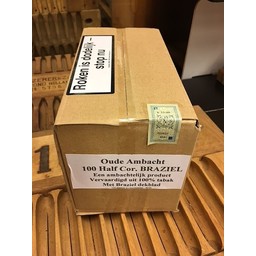 Roken is dodelijk –
stop nu
Oude Ambacht
100 Half Cor. BRAZIEL
Een ambachtelijk product
Vervaardigd uit 100% tabak
Met Braziel dekblad